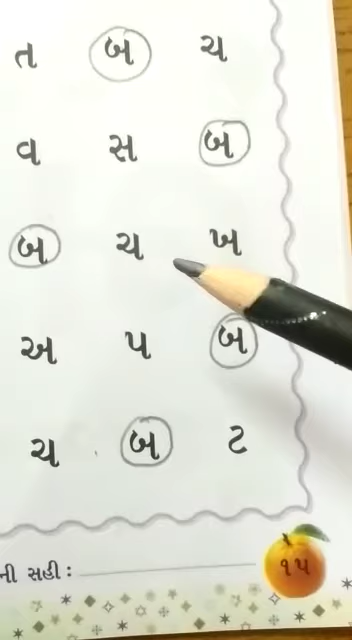 ત બ ચ
વ સ બ
બ ચ ખ
અ પ બ
ચ બ ટ
ની સહી :
૧૫